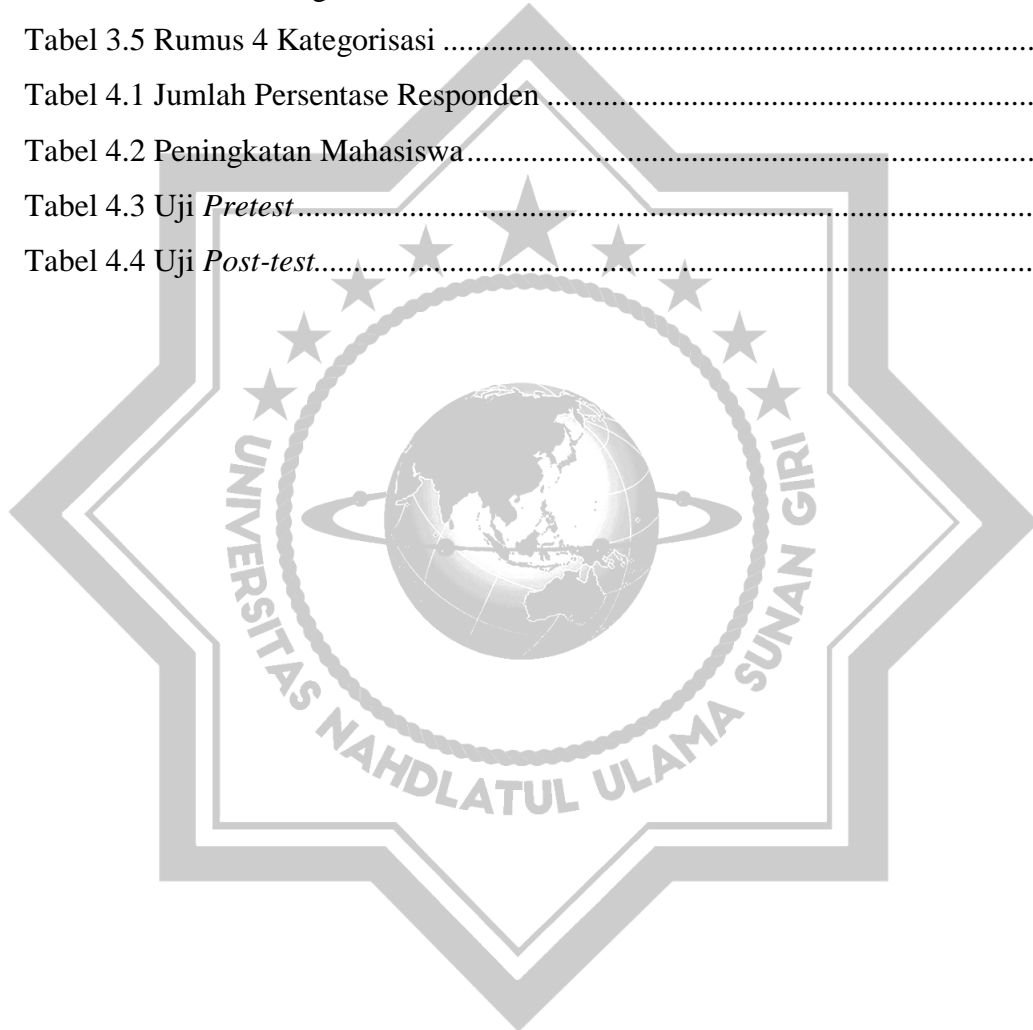 Tabel 3.5 Rumus 4 Kategorisasi ........................................................................
Tabel 4.1 Jumlah Persentase Responden ............................................................
Tabel 4.2 Peningkatan Mahasiswa......................................................................
Tabel 4.3 Uji Pretest...........................................................................................
Tabel 4.4 Uji Post-test.........................................................................................
UNIVERSITAS NAHDLATUL ULAMA SUNAN GIRI